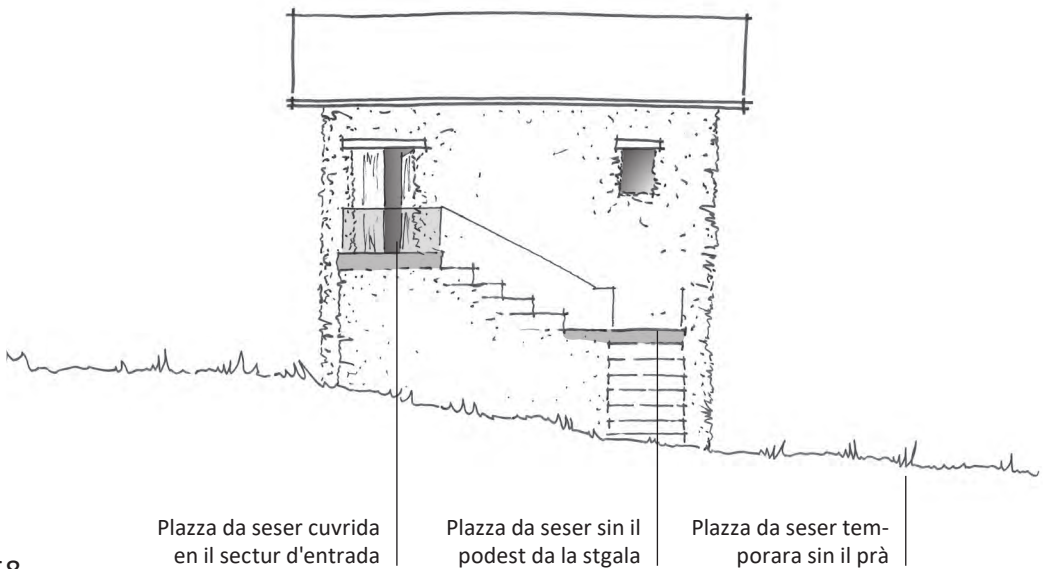 Plazza da seser cuvrida
en il sectur d'entrada
Plazza da seser sin il
podest da la stgala
Plazza da seser tem-
porara sin il prà